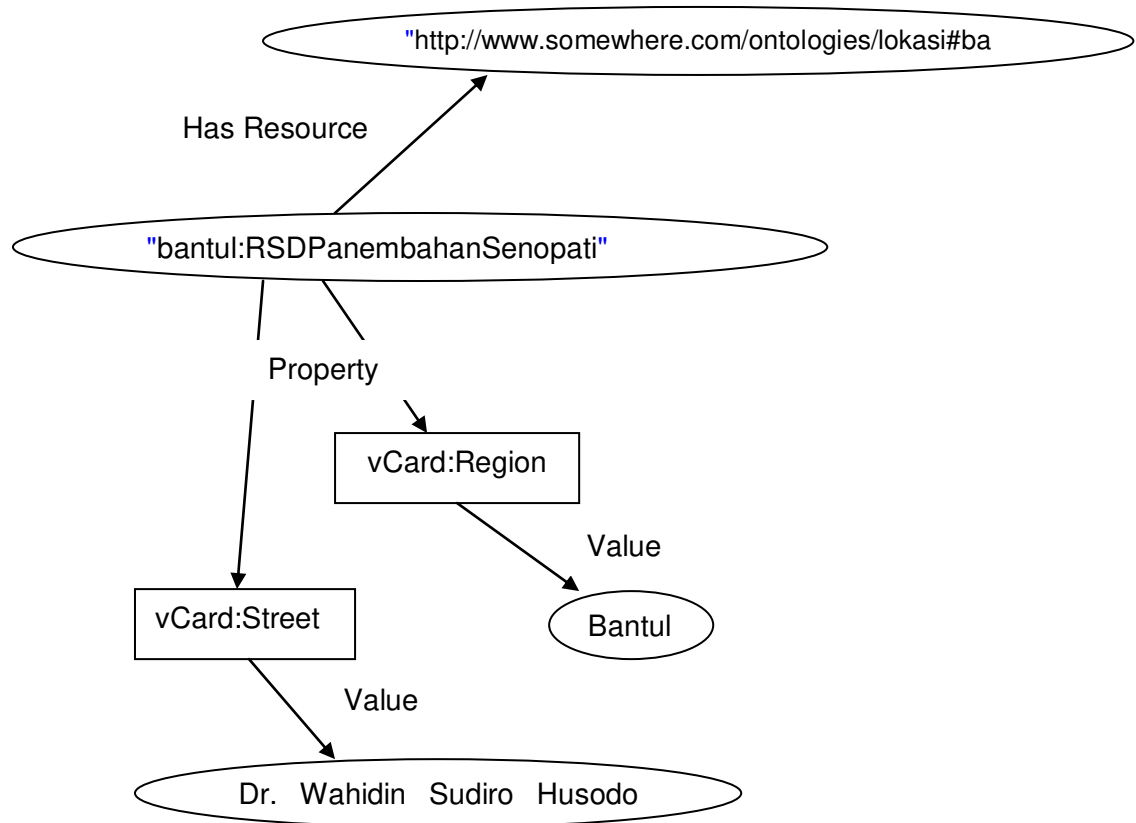 "http://www.somewhere.com/ontologies/lokasi#ba
Has Resource
"bantul:RSDPanembahanSenopati"
Property
vCard:Region
Value
vCard:Street
Bantul
Value
Dr. Wahidin Sudiro Husodo